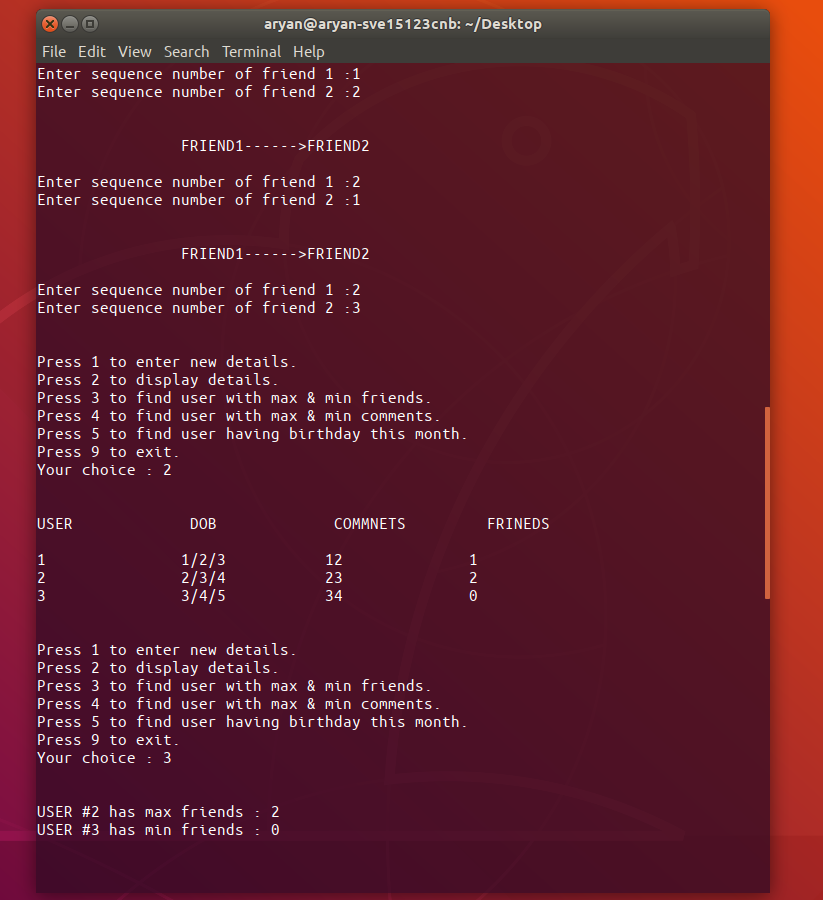 aryan@aryan-sve15123cnb: ~/Desktop
File Edit View Search Terminal Help
Enter sequence number of friend 1 :1
Enter sequence number of friend 2 :2
FRIEND1------>FRIEND2
Enter sequence number of friend 1 :2
Enter sequence number of friend 2 :1
FRIEND1------>FRIEND2
Enter sequence number of friend 1 :2
Enter sequence number of friend 2 :3
Press 1 to enter new details.
Press 2 to display details.
Press 3 to find user with max & min friends.
Press 4 to find user with max & min comments.
Press 5 to find user having birthday this month.
Press 9 to exit.
Your choice : 2
USER DOB COMMNETS FRINEDS
1 1/2/3 12 1
2 2/3/4 23 2
3 3/4/5 34 0
Press 1 to enter new details.
Press 2 to display details.
Press 3 to find user with max & min friends.
Press 4 to find user with max & min comments.
Press 5 to find user having birthday this month.
Press 9 to exit.
Your choice : 3
USER #2 has max friends : 2
USER #3 has min friends : 0